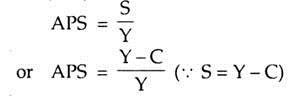 APS = S/Y
or APS = Y – C/Y (∵ S = Y – C)